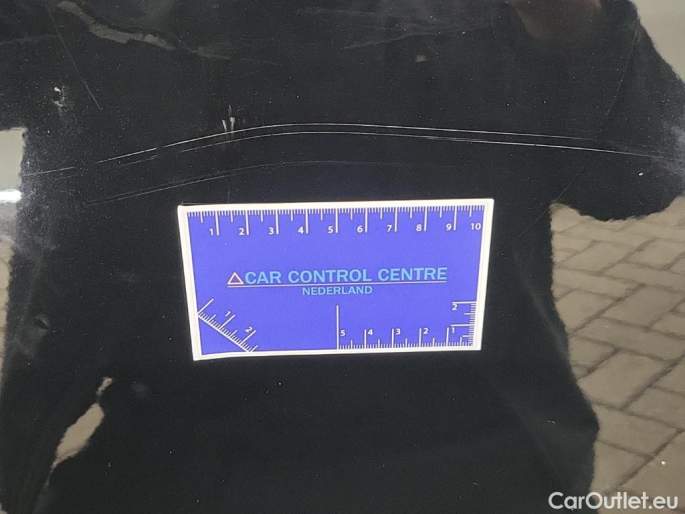 1 2 3 4 5 6 7 8 9 10
CAR CONTROL CENTRE
NEDERLAND
1 2
5 4 3 2 1
2
CarOutlet.eu